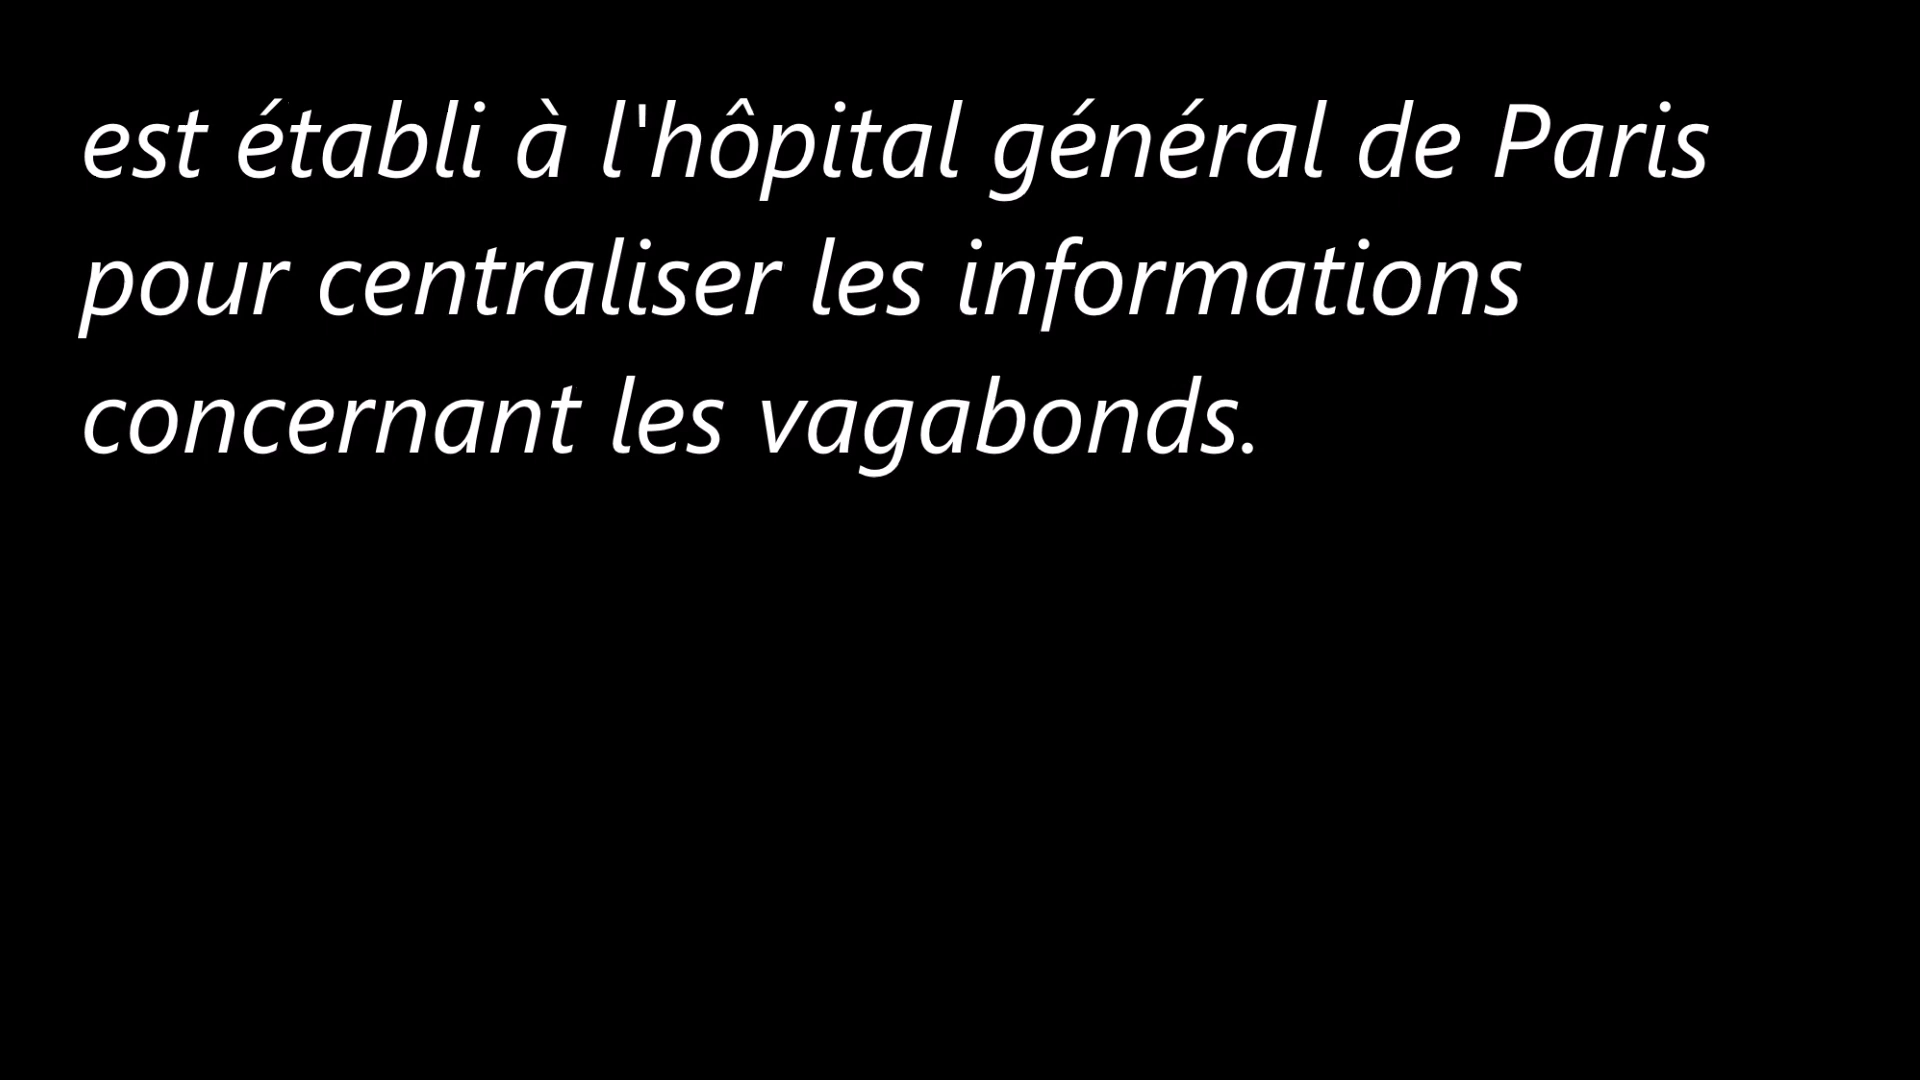 est établi à l'hôpital général de Paris
pour centraliser les informations
concernant les vagabonds.